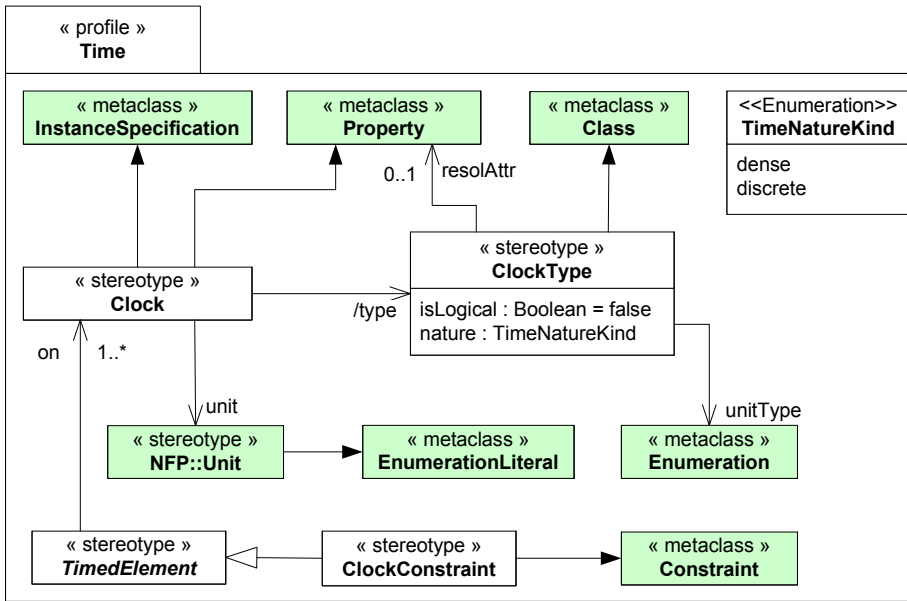 « profile »
Time
« metaclass »
InstanceSpecification
« metaclass »
Property
« metaclass »
Class
<<Enumeration>>
TimeNatureKind
dense
discrete
0..1
resolAttr
« stereotype »
ClockType
isLogical : Boolean = false
nature : TimeNatureKind
« stereotype »
Clock
/type
on
1..*
unit
unitType
« stereotype »
NFP::Unit
« metaclass »
EnumerationLiteral
« metaclass »
Enumeration
« stereotype »
TimedElement
« stereotype »
ClockConstraint
« metaclass »
Constraint